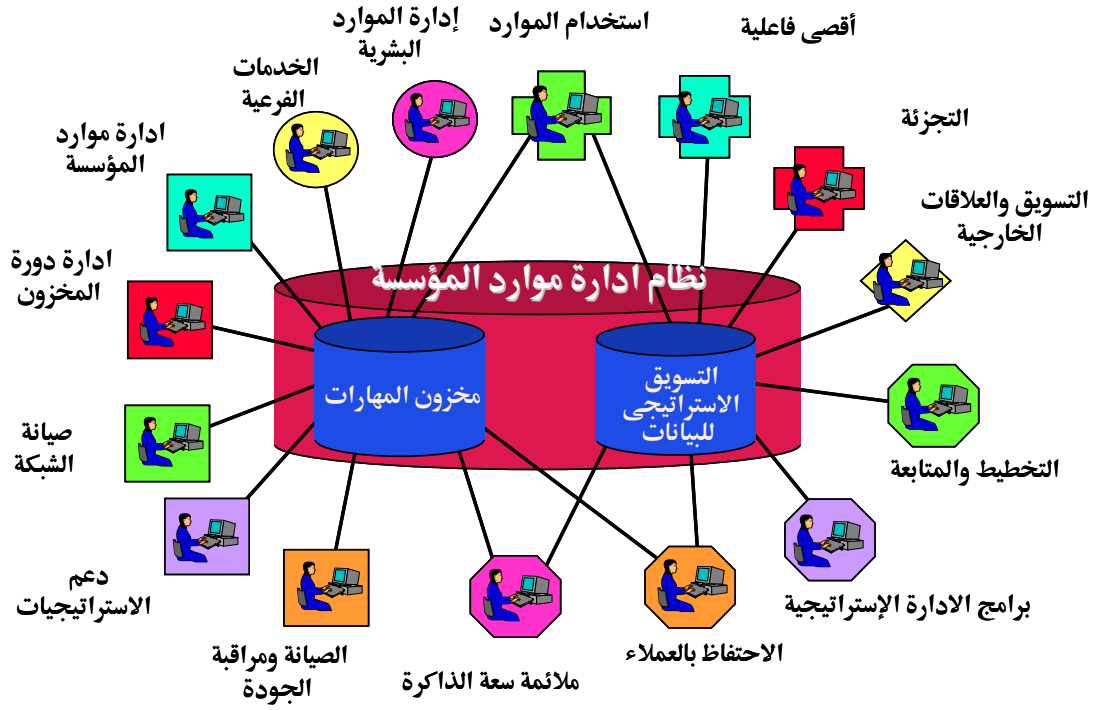 أقصى فاعلية
استخدام الموارد
إدارة الموارد
البشرية
الخدمات
الفرعية
التجزئة
ادارة موارد
المؤسسة
التسويق والعلاقات
الخارجية
ادارة دورة
المخزون
نظام ادارة موارد المؤسسة
التسويق
الاستراتيجى
للبيانات
مخزون المهارات
صيانة
الشبكة
التخطيط والمتابعة
دعم
الاستراتيجيات
برامج الادارة الإستراتيجية
الاحتفاظ بالعملاء
ملائمة سعة الذاكرة
الصيانة ومراقبة
الجودة